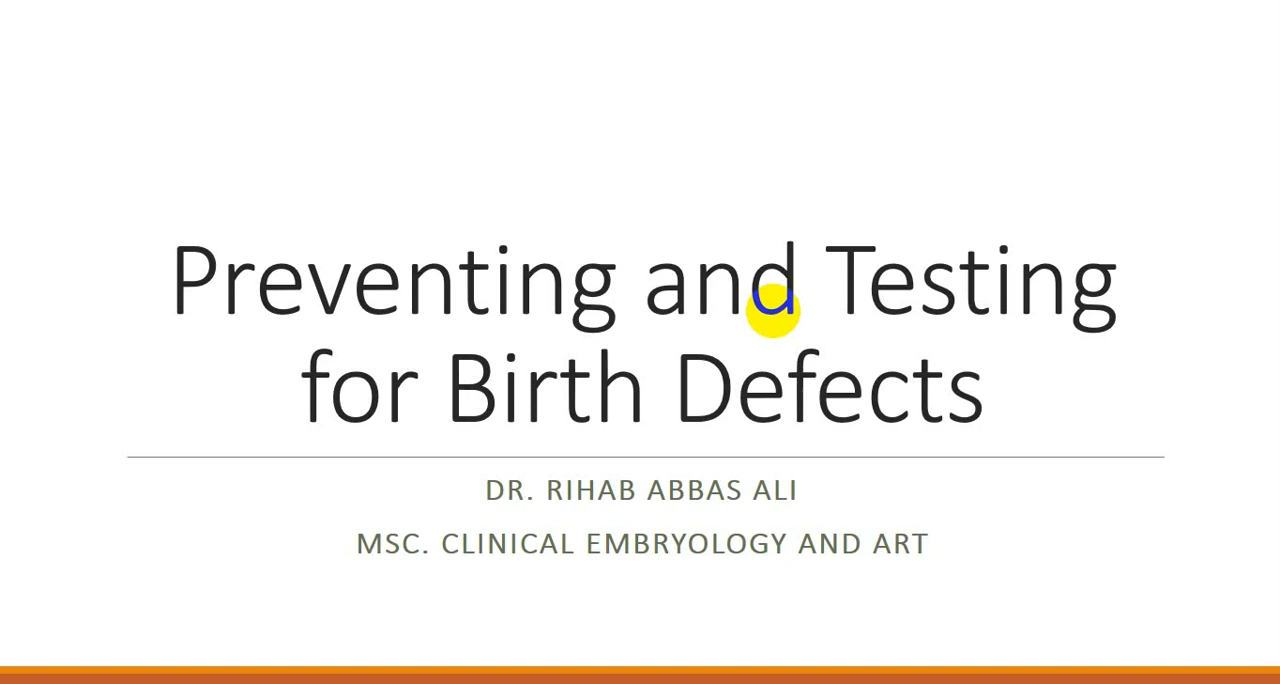 Preventing and Testing
for Birth Defects
DR. RIHAB ABBAS ALI
MSC. CLINICAL EMBRYOLOGY AND ART